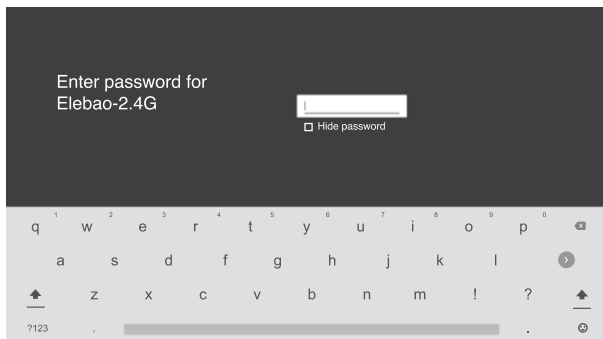 Enter password for
Elebao-2.4G
Hide password
q 1 w 2 e 3 r 4 t 5 y 6 u 7 i 8 o 9 p 0
a s d f g h j k l
z x c v b n m ! ?
?123 . .